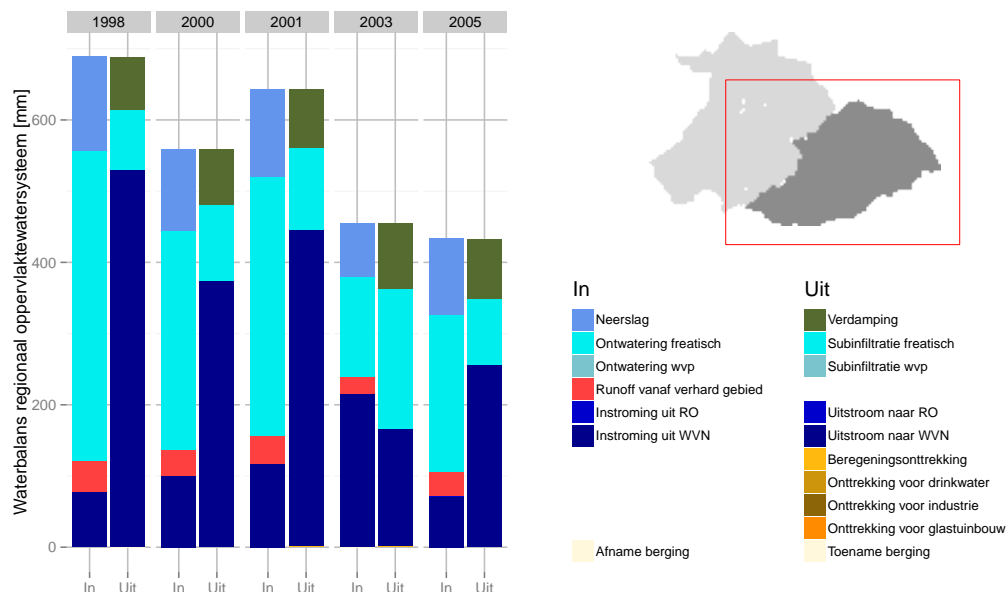 1998 2000 2001 2003 2005
Waterbalans regionaal oppervlaktewatersysteem [mm]
600
400
200
0
In Uit In Uit In Uit In Uit In Uit
In
Neerslag
Ontwatering freatisch
Ontwatering wvp
Runoff vanaf verhard gebied
Instroming uit RO
Instroming uit WVN
Afname berging
Uit
Verdamping
Subinfiltratie freatisch
Subinfiltratie wvp
Uitstroom naar RO
Uitstroom naar WVN
Beregeningsonttrekking
Onttrekking voor drinkwater
Onttrekking voor industrie
Onttrekking voor glastuinbouw
Toename berging